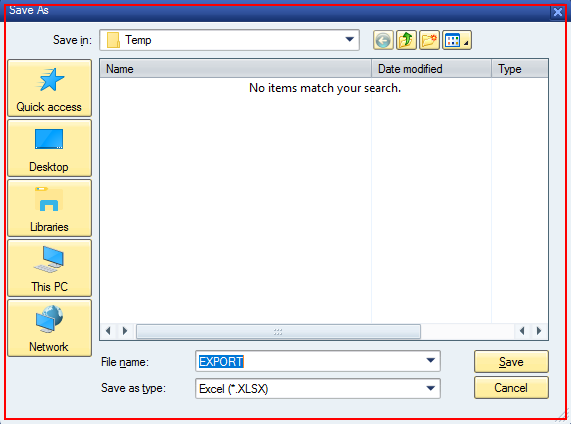 Save As
Save in: Temp
Name Date modified Type
No items match your search.
Quick access
Desktop
Libraries
This PC
Network
File name: EXPORT Save
Save as type: Excel (*.XLSX) Cancel